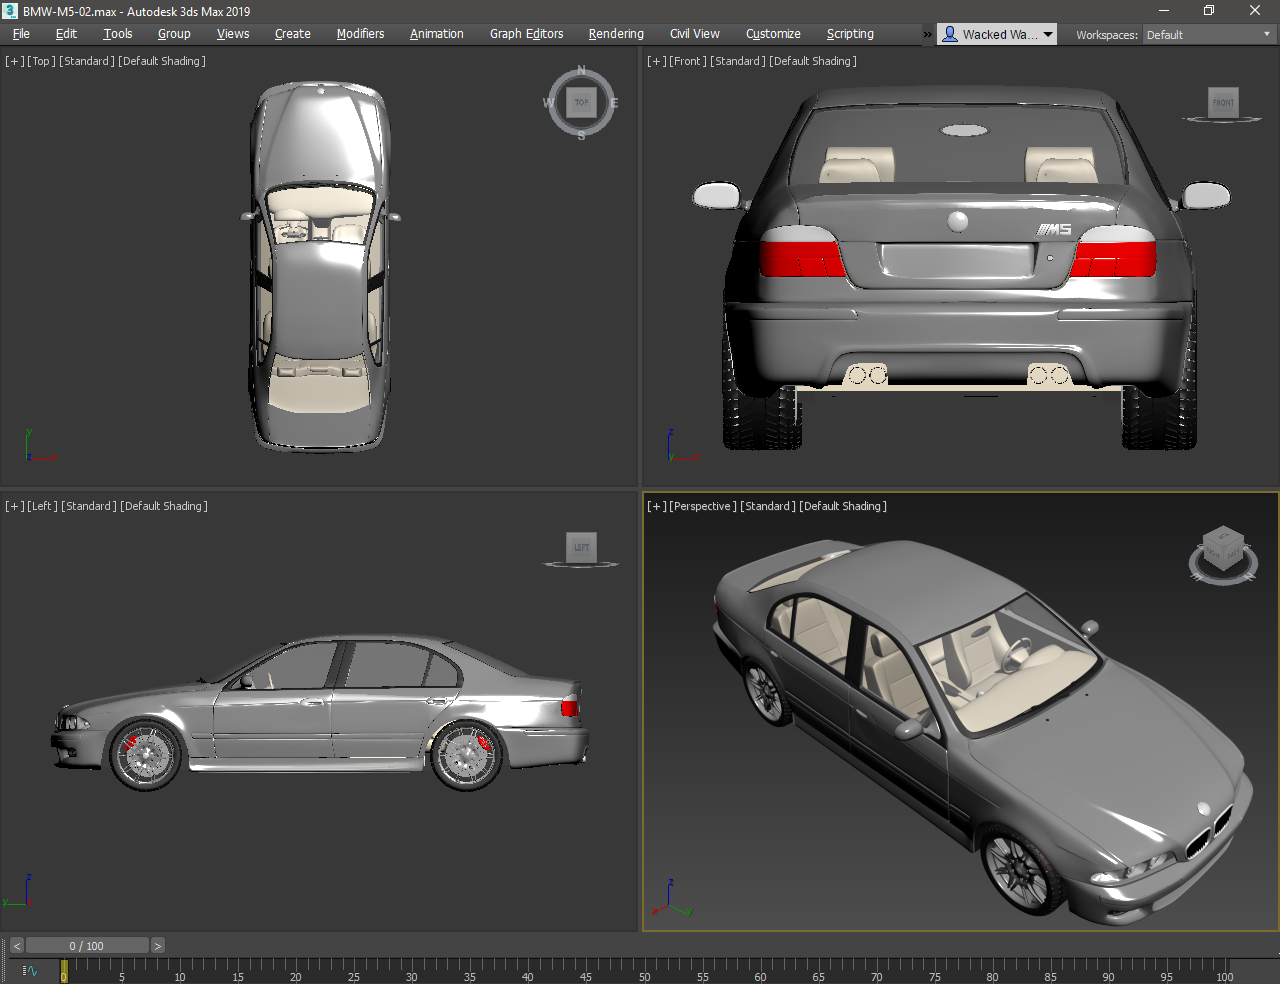 BMW-M5-02.max - Autodesk 3ds Max 2019
File Edit Tools Group Views Create Modifiers Animation Graph Editors Rendering Civil View Customize Scripting » Wacked Wa... Workspaces: Default
[+] [Top] [Standard] [Default Shading]
N
W TOP E
S
y
z x
[+] [Front] [Standard] [Default Shading]
FRONT
M5
z
y x
[+] [Left] [Standard] [Default Shading]
LEFT
z
y
[+] [Perspective] [Standard] [Default Shading]
z
x y
< 0 / 100 >
0 5 10 15 20 25 30 35 40 45 50 55 60 65 70 75 80 85 90 95 100